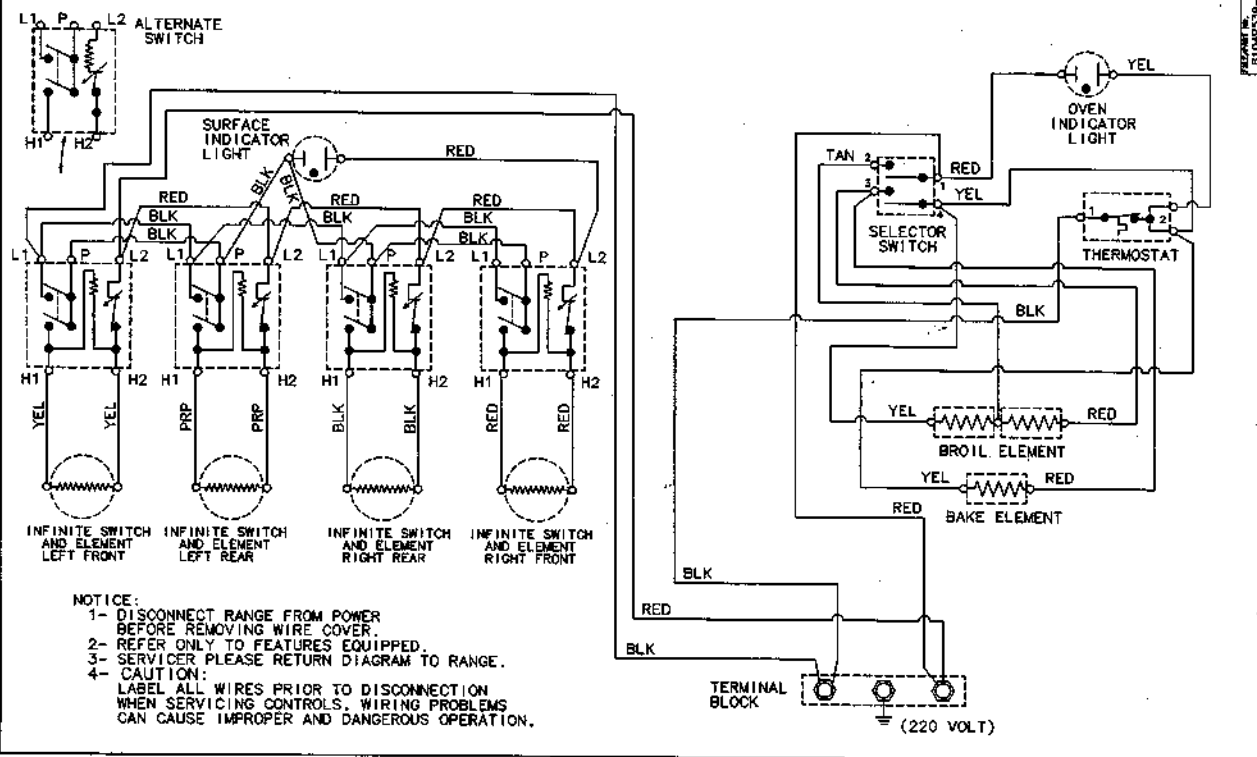 L1 P L2 ALTERNATE
SWITCH
H1 H2
SURFACE
INDICATOR
LIGHT
RED
BLK
BLK
RED
BLK
BLK
RED
BLK
RED
BLK
BLK
L1 P L2
L1 P L2
L1 P L2
L1 P L2
H1 H2
H1 H2
H1 H2
H1 H2
YEL YEL
PRP PRP
BLK BLK
RED RED
INFINITE SWITCH
AND ELEMENT
LEFT FRONT
INFINITE SWITCH
AND ELEMENT
LEFT REAR
INFINITE SWITCH
AND ELEMENT
RIGHT REAR
INFINITE SWITCH
AND ELEMENT
RIGHT FRONT
YEL
OVEN
INDICATOR
LIGHT
TAN 2
RED
3 1
YEL
4
SELECTOR
SWITCH
1 2
THERMOSTAT
BLK
YEL RED
BROIL ELEMENT
YEL RED
BAKE ELEMENT
RED
BLK
RED
BLK
TERMINAL
BLOCK
(220 VOLT)
NOTICE:
1- DISCONNECT RANGE FROM POWER
BEFORE REMOVING WIRE COVER.
2- REFER ONLY TO FEATURES EQUIPPED.
3- SERVICER PLEASE RETURN DIAGRAM TO RANGE.
4- CAUTION:
LABEL ALL WIRES PRIOR TO DISCONNECTION
WHEN SERVICING CONTROLS. WIRING PROBLEMS
CAN CAUSE IMPROPER AND DANGEROUS OPERATION.